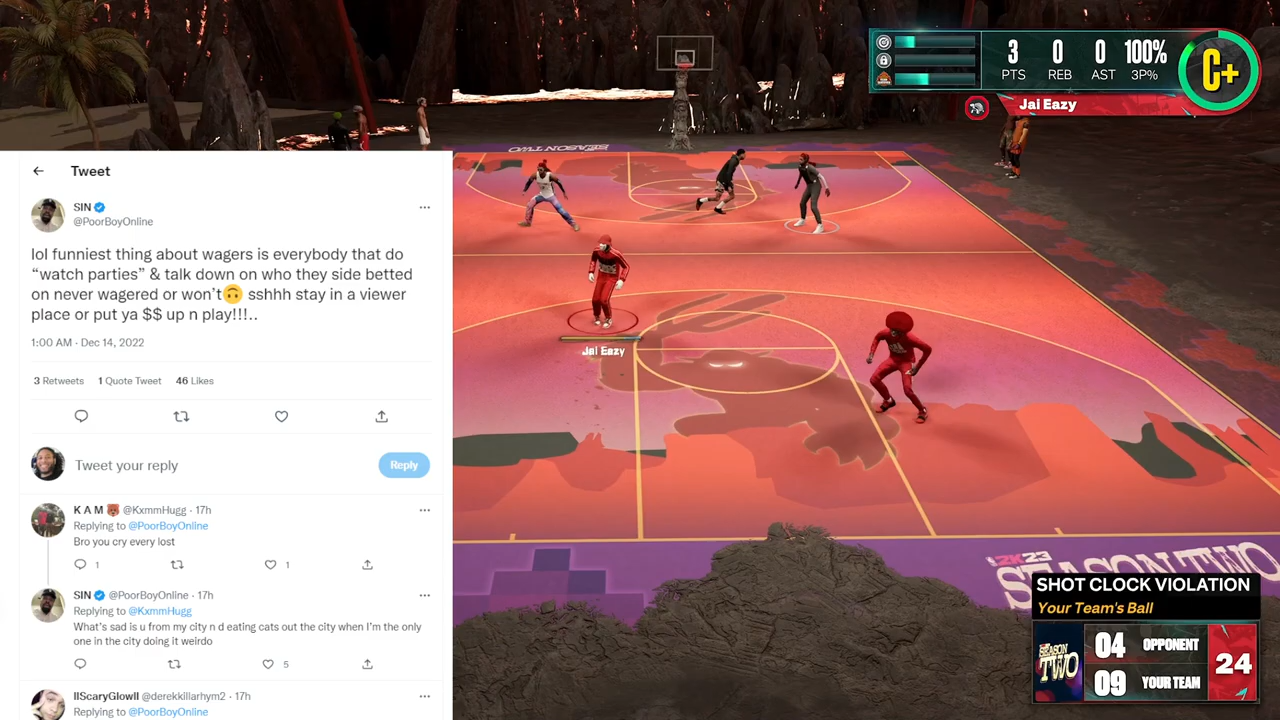 3 0 0 100%
PTS REB AST 3P%
C+
Jai Eazy
SEASON TWO
Tweet
SIN
@PoorBoyOnline
lol funniest thing about wagers is everybody that do
“watch parties” & talk down on who they side betted
on never wagered or won’t🙃 sshhh stay in a viewer
place or put ya $$ up n play!!!..
1:00 AM · Dec 14, 2022
3 Retweets 1 Quote Tweet 46 Likes
Tweet your reply
Reply
K A M 🐻 @KxmmHugg · 17h
Replying to @PoorBoyOnline
Bro you cry every lost
1 1
SIN @PoorBoyOnline · 17h
Replying to @KxmmHugg
What’s sad is u from my city n d eating cats out the city when I’m the only
one in the city doing it weirdo
5
IlScaryGlowIl @derekkillarhym2 · 17h
Replying to @PoorBoyOnline
Jai Eazy
2K23
SEASON TWO
SHOT CLOCK VIOLATION
Your Team's Ball
SEASON
TWO
04 OPPONENT
09 YOUR TEAM
24